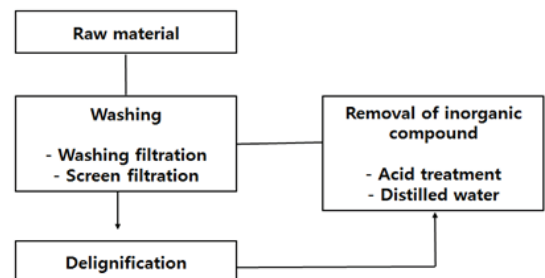 Raw material
Washing
- Washing filtration
- Screen filtration
Removal of inorganic
compound
- Acid treatment
- Distilled water
Delignification